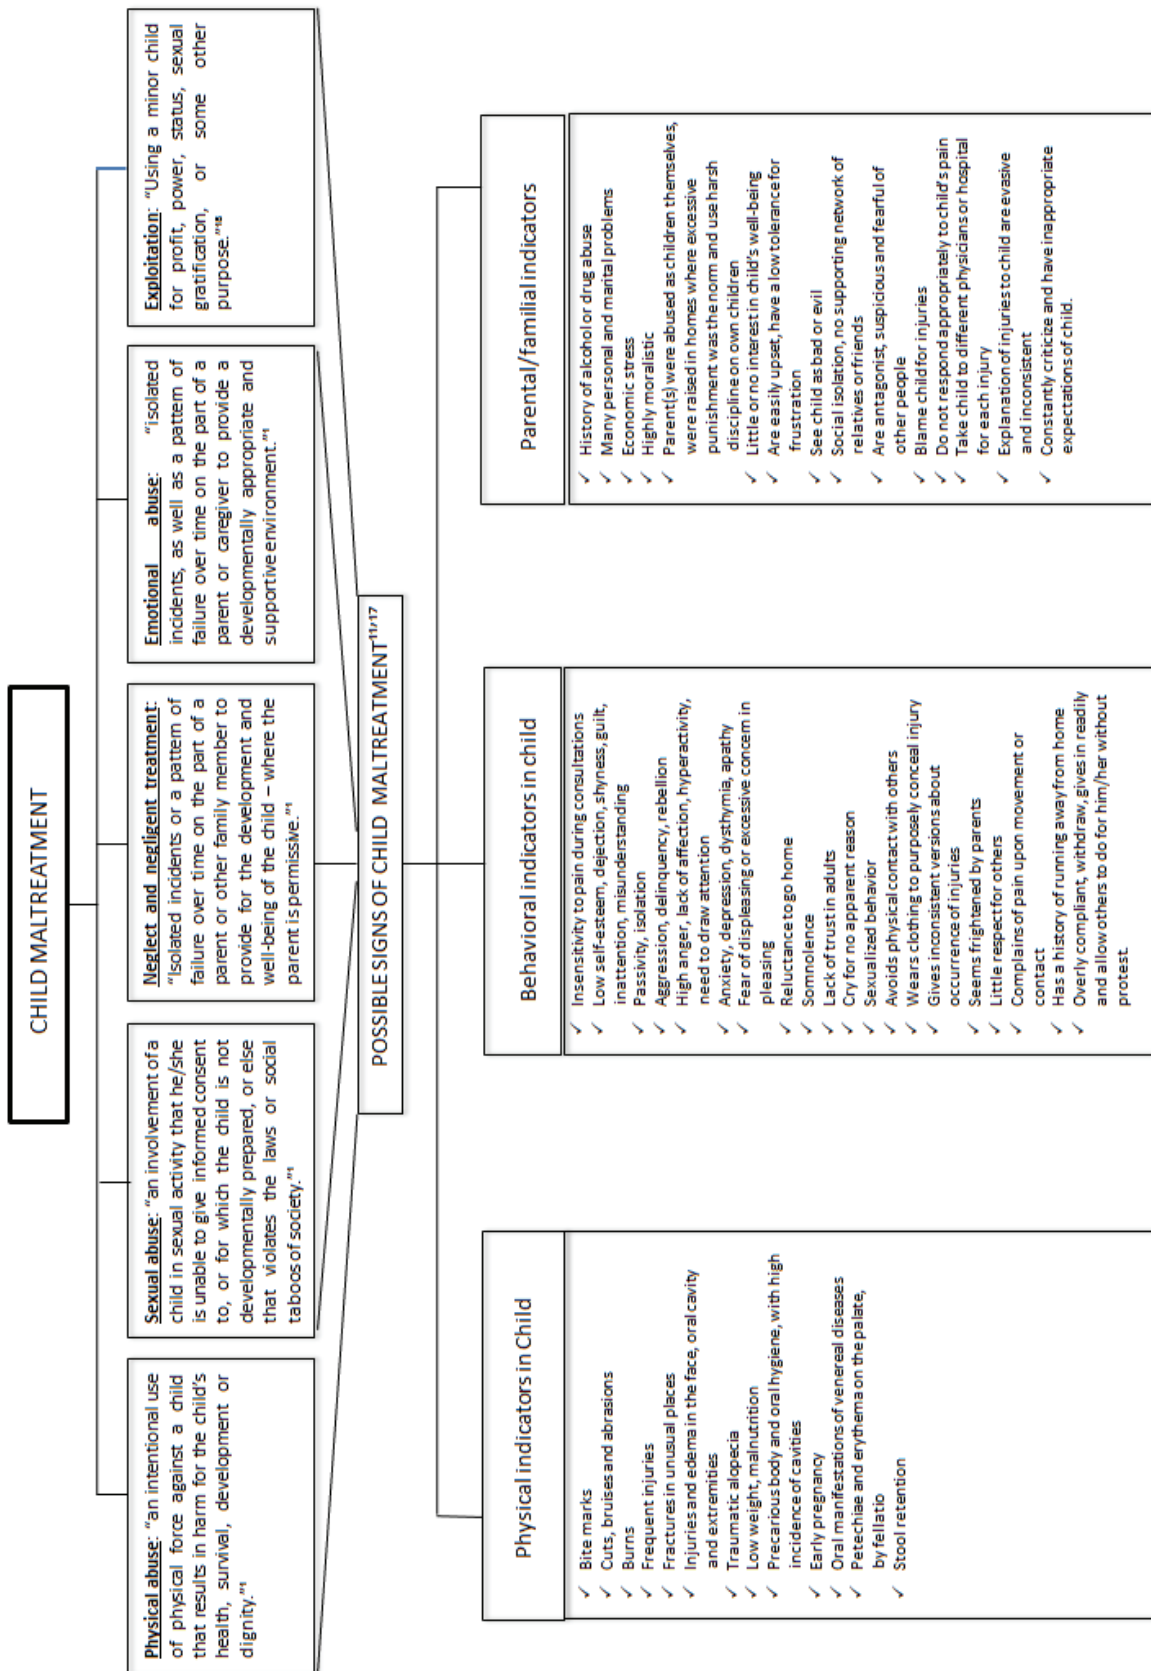 CHILD MALTREATMENT
Physical abuse: “an intentional use
of physical force against a child
that results in harm for the child’s
health, survival, development or
dignity.”¹
Sexual abuse: “an involvement of a
child in sexual activity that he/she
is unable to give informed consent
to, or for which the child is not
developmentally prepared, or else
that violates the laws or social
taboos of society.”¹
Neglect and negligent treatment:
“Isolated incidents or a pattern of
failure over time on the part of a
parent or other family member to
provide for the development and
well-being of the child – where the
parent is permissive.”¹
Emotional abuse: “isolated
incidents, as well as a pattern of
failure over time on the part of a
parent or caregiver to provide a
developmentally appropriate and
supportive environment.”¹
Exploitation: “Using a minor child
for profit, power, status, sexual
gratification, or some other
purpose.”¹⁸
POSSIBLE SIGNS OF CHILD MALTREATMENT¹¹,¹⁷
Physical indicators in Child
✓ Bite marks
✓ Cuts, bruises and abrasions
✓ Burns
✓ Frequent injuries
✓ Fractures in unusual places
✓ Injuries and edema in the face, oral cavity
and extremities
✓ Traumatic alopecia
✓ Low weight, malnutrition
✓ Precarious body and oral hygiene, with high
incidence of cavities
✓ Early pregnancy
✓ Oral manifestations of venereal diseases
✓ Petechiae and erythema on the palate,
by fellatio
✓ Stool retention
Behavioral indicators in child
✓ Insensitivity to pain during consultations
✓ Low self-esteem, dejection, shyness, guilt,
inattention, misunderstanding
✓ Passivity, isolation
✓ Aggression, delinquency, rebellion
✓ High anger, lack of affection, hyperactivity,
need to draw attention
✓ Anxiety, depression, dysthymia, apathy
✓ Fear of displeasing or excessive concern in
pleasing
✓ Reluctance to go home
✓ Somnolence
✓ Lack of trust in adults
✓ Cry for no apparent reason
✓ Sexualized behavior
✓ Avoids physical contact with others
✓ Wears clothing to purposely conceal injury
✓ Gives inconsistent versions about
occurrence of injuries
✓ Seems frightened by parents
✓ Little respect for others
✓ Complains of pain upon movement or
contact
✓ Has a history of running away from home
✓ Overly compliant, withdraw, gives in readily
and allow others to do for him/her without
protest.
Parental/familial indicators
✓ History of alcohol or drug abuse
✓ Many personal and marital problems
✓ Economic stress
✓ Highly moralistic
✓ Parent(s) were abused as children themselves,
were raised in homes where excessive
punishment was the norm and use harsh
discipline on own children
✓ Little or no interest in child’s well-being
✓ Are easily upset, have a low tolerance for
frustration
✓ See child as bad or evil
✓ Social isolation, no supporting network of
relatives or friends
✓ Are antagonist, suspicious and fearful of
other people
✓ Blame child for injuries
✓ Do not respond appropriately to child’s pain
✓ Take child to different physicians or hospital
for each injury
✓ Explanation of injuries to child are evasive
and inconsistent
✓ Constantly criticize and have inappropriate
expectations of child.